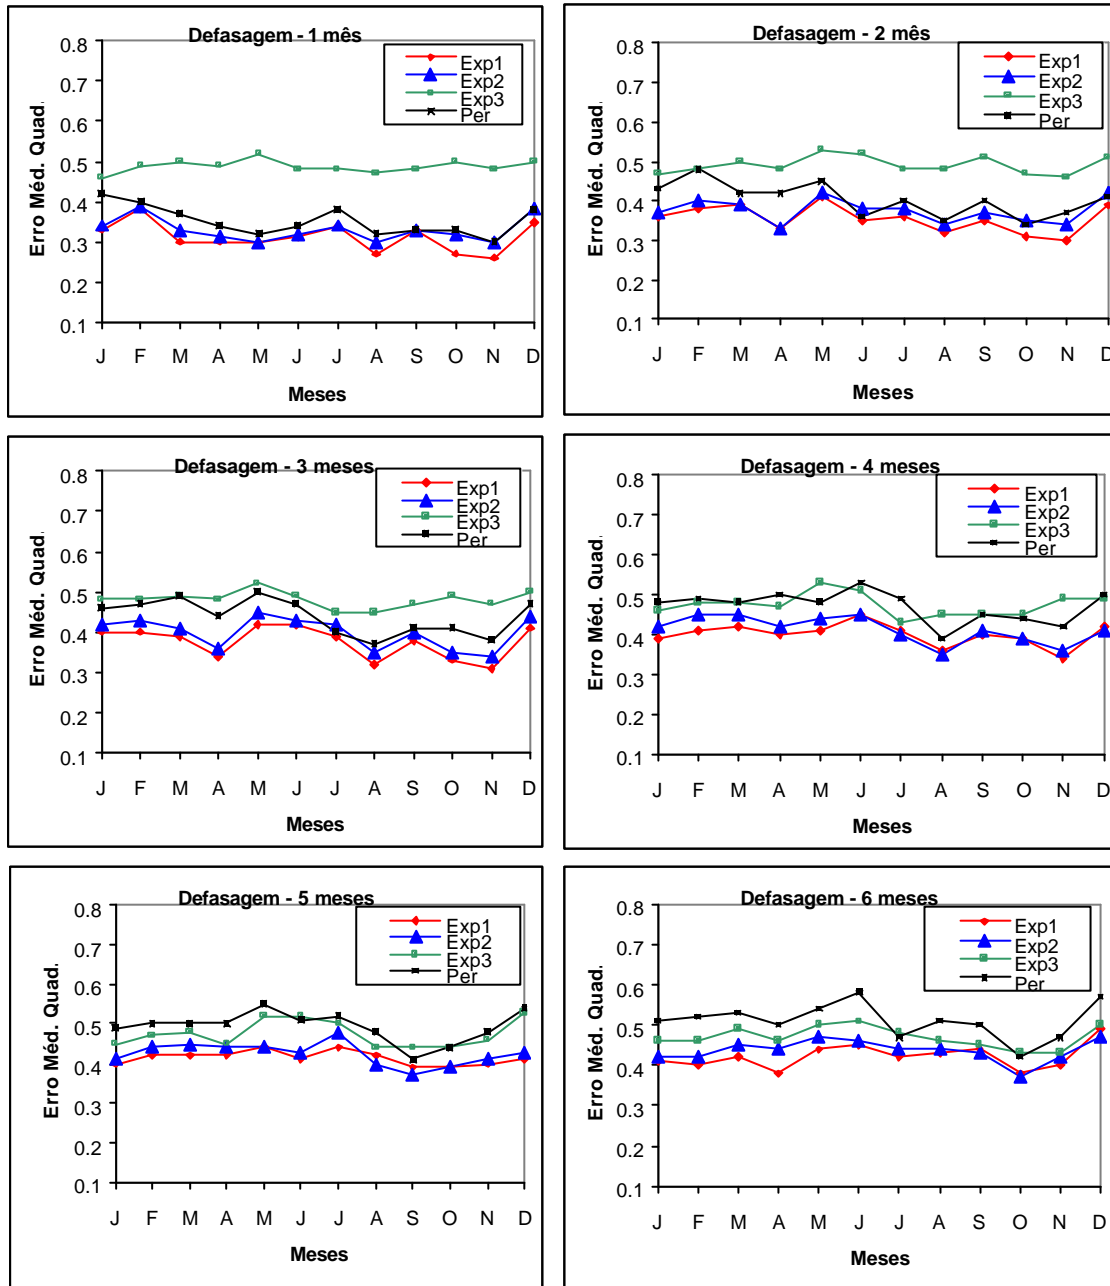 Defasagem - 1 mês
Exp1
Exp2
Exp3
Per
0.8
0.7
0.6
0.5
0.4
0.3
0.2
0.1
Erro Méd. Quad.
J F M A M J J A S O N D
Meses
Defasagem - 2 mês
Exp1
Exp2
Exp3
Per
0.8
0.7
0.6
0.5
0.4
0.3
0.2
0.1
Erro Méd. Quad.
J F M A M J J A S O N D
Meses
Defasagem - 3 meses
Exp1
Exp2
Exp3
Per
0.8
0.7
0.6
0.5
0.4
0.3
0.2
0.1
Erro Méd. Quad.
J F M A M J J A S O N D
Meses
Defasagem - 4 meses
Exp1
Exp2
Exp3
Per
0.8
0.7
0.6
0.5
0.4
0.3
0.2
0.1
Erro Méd. Quad.
J F M A M J J A S O N D
Meses
Defasagem - 5 meses
Exp1
Exp2
Exp3
Per
0.8
0.7
0.6
0.5
0.4
0.3
0.2
0.1
Erro Méd. Quad.
J F M A M J J A S O N D
Meses
Defasagem - 6 meses
Exp1
Exp2
Exp3
Per
0.8
0.7
0.6
0.5
0.4
0.3
0.2
0.1
Erro Méd. Quad.
J F M A M J J A S O N D
Meses